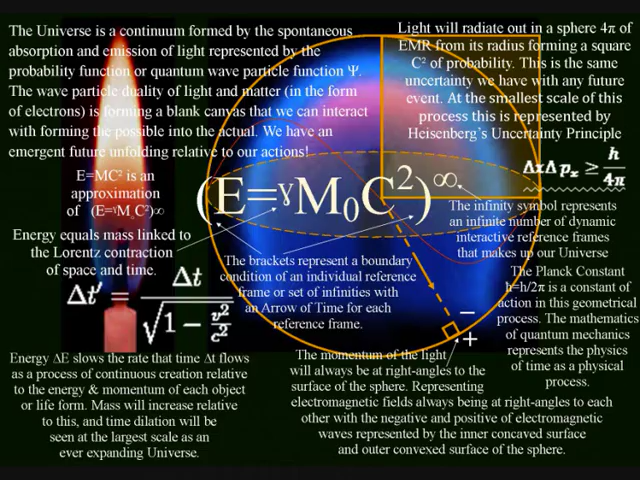 The Universe is a continuum formed by the spontaneous
absorption and emission of light represented by the
probability function or quantum wave particle function Ψ.
The wave particle duality of light and matter (in the form
of electrons) is forming a blank canvas that we can interact
with forming the possible into the actual. We have an
emergent future unfolding relative to our actions!
Light will radiate out in a sphere 4π of
EMR from its radius forming a square
C² of probability. This is the same
uncertainty we have with any future
event. At the smallest scale of this
process this is represented by
Heisenberg's Uncertainty Principle
ΔxΔpₓ ≥ h/4π
E=MC² is an
approximation
of (E=ᵞM₀C²)∞
(E=ᵞM₀C²)∞
Energy equals mass linked to
the Lorentz contraction
of space and time.
Δt' = Δt / √(1 − v²/c²)
The brackets represent a boundary
condition of an individual reference
frame or set of infinities with
an Arrow of Time for each
reference frame.
The infinity symbol represents
an infinite number of dynamic
interactive reference frames
that makes up our Universe
The Planck Constant
ħ=h/2π is a constant of
action in this geometrical
process. The mathematics
of quantum mechanics
represents the physics
of time as a physical
process.
−
+
Energy ΔE slows the rate that time Δt flows
as a process of continuous creation relative
to the energy & momentum of each object
or life form. Mass will increase relative
to this, and time dilation will be
seen at the largest scale as an
ever expanding Universe.
The momentum of the light
will always be at right-angles to the
surface of the sphere. Representing
electromagnetic fields always being at right-angles to each
other with the negative and positive of electromagnetic
waves represented by the inner concaved surface
and outer convexed surface of the sphere.